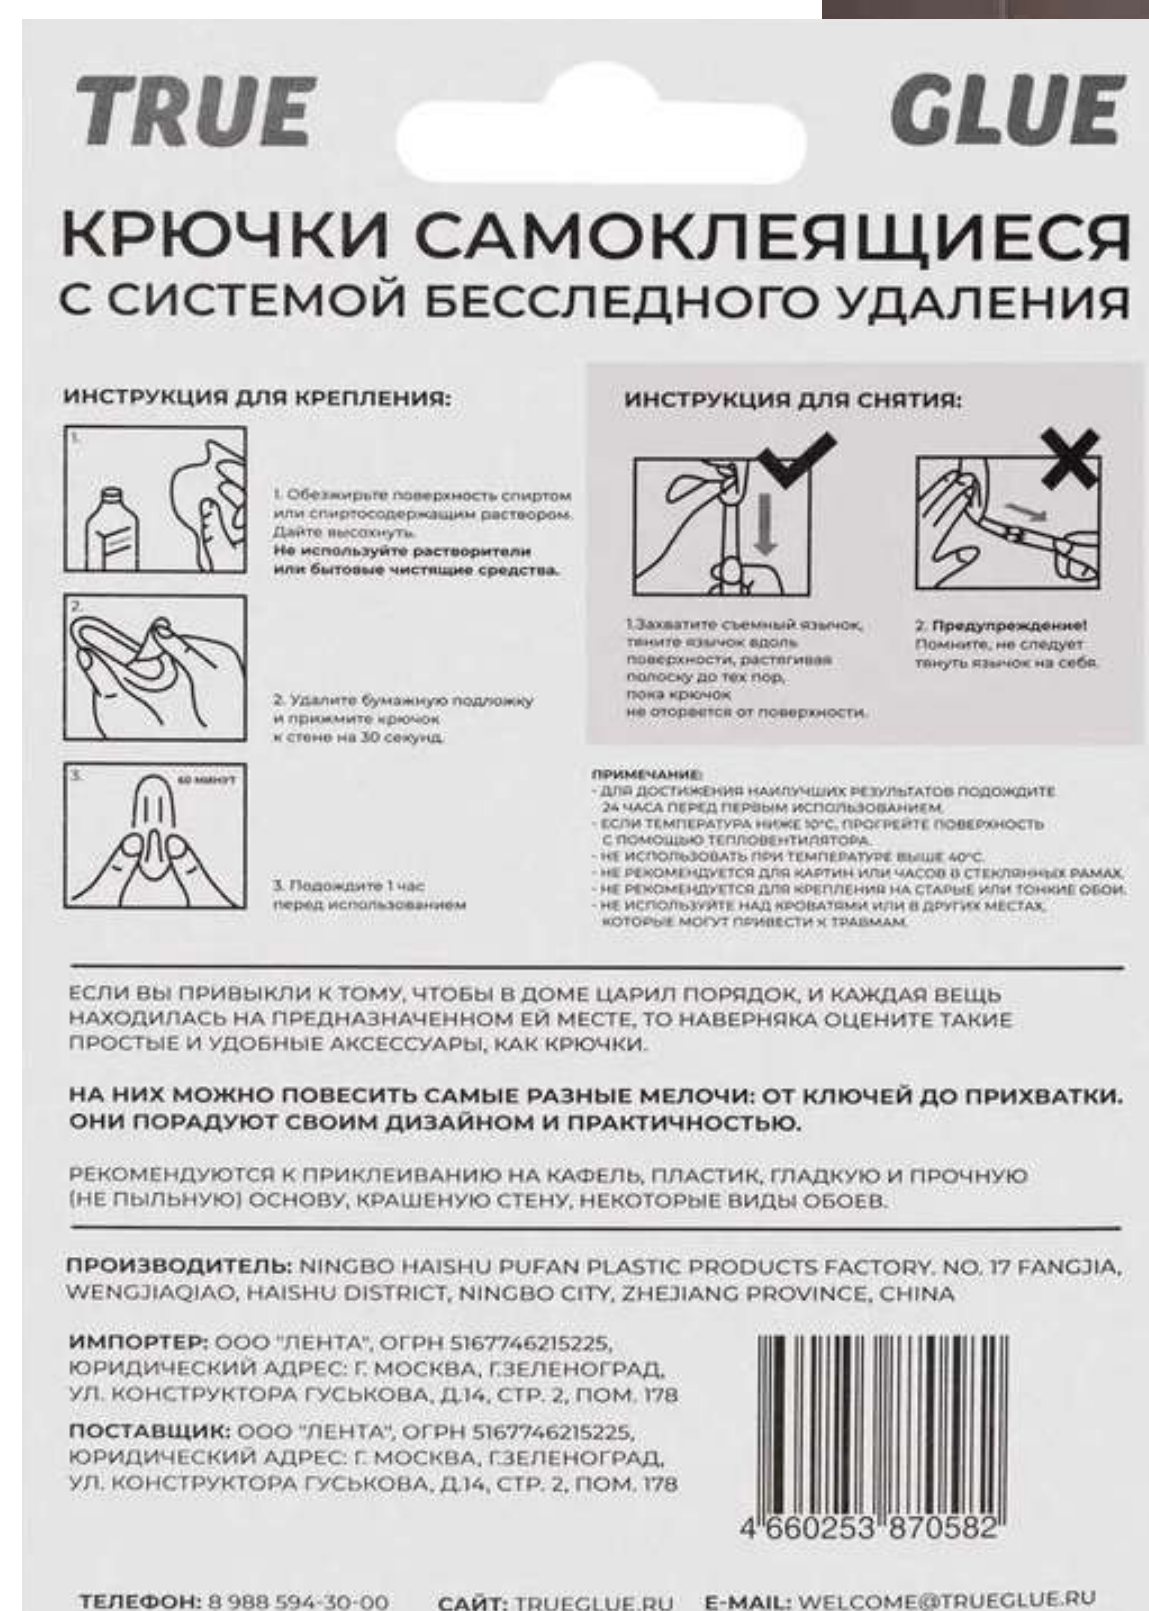 TRUE GLUE
КРЮЧКИ САМОКЛЕЯЩИЕСЯ
С СИСТЕМОЙ БЕССЛЕДНОГО УДАЛЕНИЯ
ИНСТРУКЦИЯ ДЛЯ КРЕПЛЕНИЯ:
1.
1. Обезжирьте поверхность спиртом
или спиртосодержащим раствором.
Дайте высохнуть.
Не используйте растворители
или бытовые чистящие средства.
2.
2. Удалите бумажную подложку
и прижмите крючок
к стене на 30 секунд.
3.
60 МИНУТ
3. Подождите 1 час
перед использованием
ИНСТРУКЦИЯ ДЛЯ СНЯТИЯ:
1.Захватите съемный язычок,
тяните язычок вдоль
поверхности, растягивая
полоску до тех пор,
пока крючок
не оторвется от поверхности.
2. Предупреждение!
Помните, не следует
тянуть язычок на себя.
ПРИМЕЧАНИЕ:
- ДЛЯ ДОСТИЖЕНИЯ НАИЛУЧШИХ РЕЗУЛЬТАТОВ ПОДОЖДИТЕ
24 ЧАСА ПЕРЕД ПЕРВЫМ ИСПОЛЬЗОВАНИЕМ.
- ЕСЛИ ТЕМПЕРАТУРА НИЖЕ 10°C, ПРОГРЕЙТЕ ПОВЕРХНОСТЬ
С ПОМОЩЬЮ ТЕПЛОВЕНТИЛЯТОРА.
- НЕ ИСПОЛЬЗОВАТЬ ПРИ ТЕМПЕРАТУРЕ ВЫШЕ 40°C.
- НЕ РЕКОМЕНДУЕТСЯ ДЛЯ КАРТИН ИЛИ ЧАСОВ В СТЕКЛЯННЫХ РАМАХ.
- НЕ РЕКОМЕНДУЕТСЯ ДЛЯ КРЕПЛЕНИЯ НА СТАРЫЕ ИЛИ ТОНКИЕ ОБОИ.
- НЕ ИСПОЛЬЗУЙТЕ НАД КРОВАТЯМИ ИЛИ В ДРУГИХ МЕСТАХ,
КОТОРЫЕ МОГУТ ПРИВЕСТИ К ТРАВМАМ.
ЕСЛИ ВЫ ПРИВЫКЛИ К ТОМУ, ЧТОБЫ В ДОМЕ ЦАРИЛ ПОРЯДОК, И КАЖДАЯ ВЕЩЬ
НАХОДИЛАСЬ НА ПРЕДНАЗНАЧЕННОМ ЕЙ МЕСТЕ, ТО НАВЕРНЯКА ОЦЕНИТЕ ТАКИЕ
ПРОСТЫЕ И УДОБНЫЕ АКСЕССУАРЫ, КАК КРЮЧКИ.
НА НИХ МОЖНО ПОВЕСИТЬ САМЫЕ РАЗНЫЕ МЕЛОЧИ: ОТ КЛЮЧЕЙ ДО ПРИХВАТКИ.
ОНИ ПОРАДУЮТ СВОИМ ДИЗАЙНОМ И ПРАКТИЧНОСТЬЮ.
РЕКОМЕНДУЮТСЯ К ПРИКЛЕИВАНИЮ НА КАФЕЛЬ, ПЛАСТИК, ГЛАДКУЮ И ПРОЧНУЮ
(НЕ ПЫЛЬНУЮ) ОСНОВУ, КРАШЕНУЮ СТЕНУ, НЕКОТОРЫЕ ВИДЫ ОБОЕВ.
ПРОИЗВОДИТЕЛЬ: NINGBO HAISHU PUFAN PLASTIC PRODUCTS FACTORY. NO. 17 FANGJIA,
WENGJIAQIAO, HAISHU DISTRICT, NINGBO CITY, ZHEJIANG PROVINCE, CHINA
ИМПОРТЕР: ООО "ЛЕНТА", ОГРН 5167746215225,
ЮРИДИЧЕСКИЙ АДРЕС: Г. МОСКВА, Г.ЗЕЛЕНОГРАД,
УЛ. КОНСТРУКТОРА ГУСЬКОВА, Д.14, СТР. 2, ПОМ. 178
ПОСТАВЩИК: ООО "ЛЕНТА", ОГРН 5167746215225,
ЮРИДИЧЕСКИЙ АДРЕС: Г. МОСКВА, Г.ЗЕЛЕНОГРАД,
УЛ. КОНСТРУКТОРА ГУСЬКОВА, Д.14, СТР. 2, ПОМ. 178
4 660253 870582
ТЕЛЕФОН: 8 988 594-30-00 САЙТ: TRUEGLUE.RU E-MAIL: WELCOME@TRUEGLUE.RU